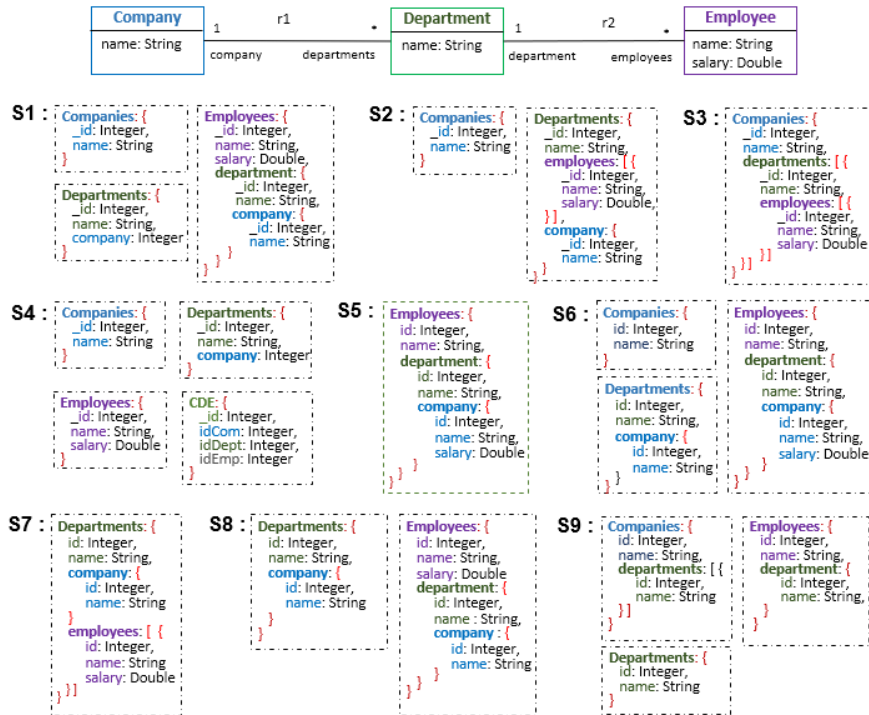 Company
name: String
1
r1
*
company
departments
Department
name: String
1
r2
*
department
employees
Employee
name: String
salary: Double
S1 :
Companies: {
_id: Integer,
name: String
}
Departments: {
_id: Integer,
name: String,
company: Integer
}
Employees: {
_id: Integer,
name: String,
salary: Double,
department: {
_id: Integer,
name: String,
company: {
_id: Integer,
name: String
}
}
}
S2 :
Companies: {
_id: Integer,
name: String
}
Departments: {
_id: Integer,
name: String,
employees: [ {
_id: Integer,
name: String,
salary: Double,
} ] ,
company: {
_id: Integer,
name: String
}
}
S3 :
Companies: {
_id: Integer,
name: String,
departments: [ {
_id: Integer,
name: String,
employees: [ {
_id: Integer,
name: String,
salary: Double
} ]
} ]
}
S4 :
Companies: {
_id: Integer,
name: String
}
Departments: {
_id: Integer,
name: String,
company: Integer
}
Employees: {
_id: Integer,
name: String,
salary: Double
}
CDE: {
_id: Integer,
idCom: Integer,
idDept: Integer,
idEmp: Integer
}
S5 :
Employees: {
id: Integer,
name: String,
department: {
id: Integer,
name: String,
company: {
id: Integer,
name: String,
salary: Double
}
}
}
S6 :
Companies: {
id: Integer,
name: String
}
Departments: {
id: Integer,
name: String,
company: {
id: Integer,
name: String
}
}
Employees: {
id: Integer,
name: String,
department: {
id: Integer,
name: String,
company: {
id: Integer,
name: String,
salary: Double
}
}
}
S7 :
Departments: {
id: Integer,
name: String,
company: {
id: Integer,
name: String
}
employees: [ {
id: Integer,
name: String
salary: Double
} ]
}
S8 :
Departments: {
id: Integer,
name: String,
company: {
id: Integer,
name: String
}
}
Employees: {
id: Integer,
name: String,
salary: Double
department {
id: Integer,
name : String,
company : {
id: Integer,
name: String
}
}
}
S9 :
Companies: {
id: Integer,
name: String,
departments: [ {
id: Integer,
name: String
} ]
}
Departments: {
id: Integer,
name: String
}
Employees: {
id: Integer,
name: String,
department: {
id: Integer,
name: String
}
}